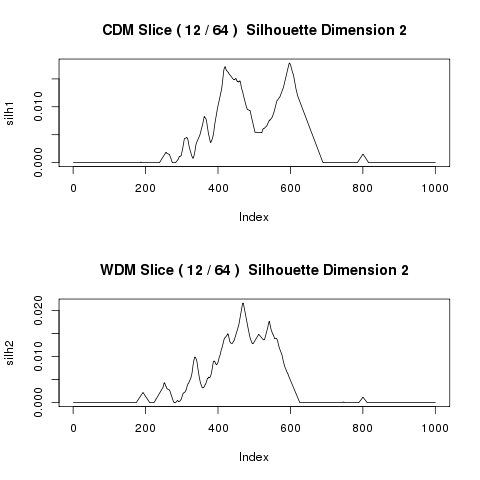 CDM Slice ( 12 / 64 ) Silhouette Dimension 2
silh1
0.000 0.010
0 200 400 600 800 1000
Index
WDM Slice ( 12 / 64 ) Silhouette Dimension 2
silh2
0.000 0.010 0.020
0 200 400 600 800 1000
Index